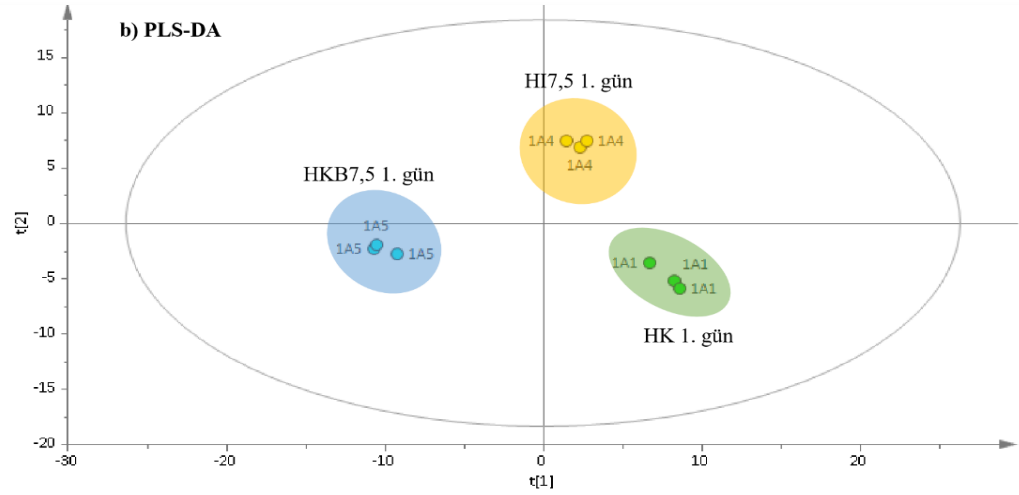 b) PLS-DA
15
10
5
0
-5
-10
-15
-20
t[2]
HI7,5 1. gün
1A4
1A4
1A4
HKB7,5 1. gün
1A5
1A5
1A5
1A1
1A1
1A1
HK 1. gün
-30
-20
-10
0
10
20
t[1]